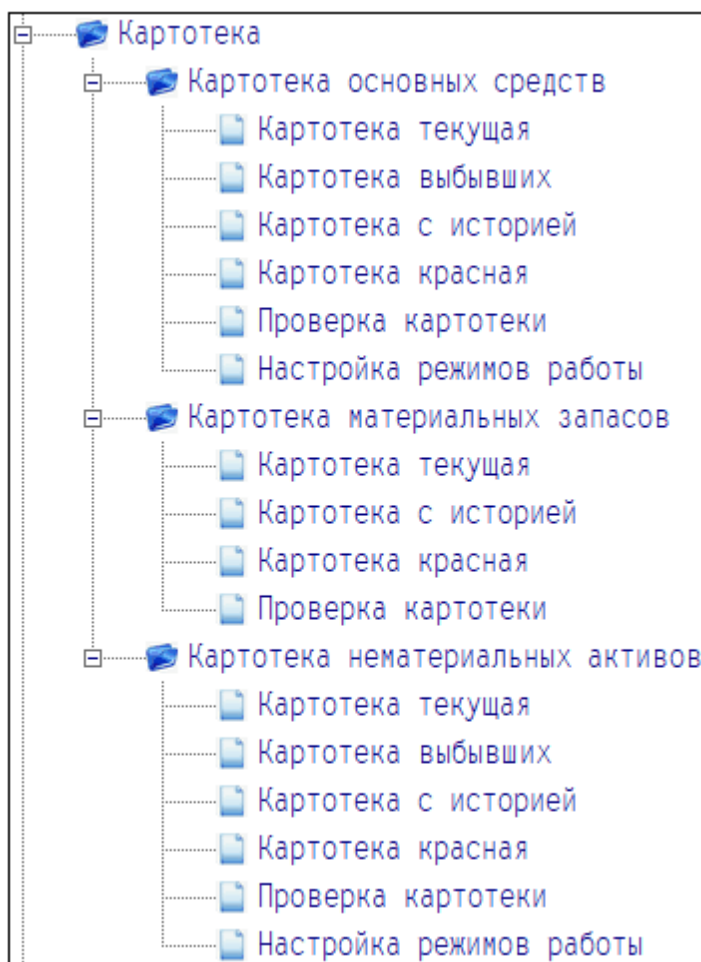 Картотека
Картотека основных средств
Картотека текущая
Картотека выбывших
Картотека с историей
Картотека красная
Проверка картотеки
Настройка режимов работы
Картотека материальных запасов
Картотека текущая
Картотека с историей
Картотека красная
Проверка картотеки
Картотека нематериальных активов
Картотека текущая
Картотека выбывших
Картотека с историей
Картотека красная
Проверка картотеки
Настройка режимов работы